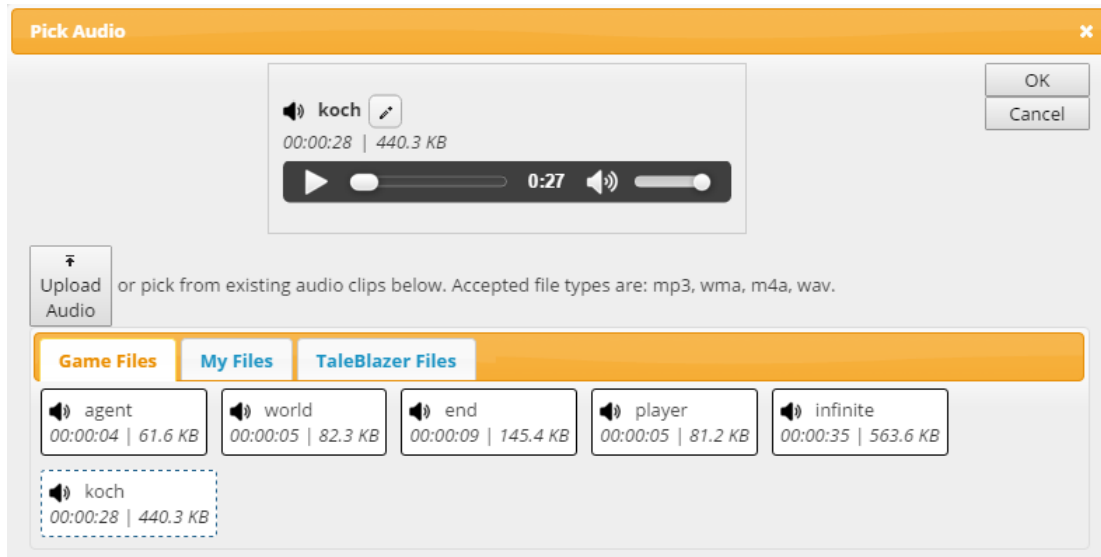 Pick Audio
OK
Cancel
koch
00:00:28 | 440.3 KB
0:27
Upload
Audio
or pick from existing audio clips below. Accepted file types are: mp3, wma, m4a, wav.
Game Files My Files TaleBlazer Files
agent world end player infinite
00:00:04 | 61.6 KB 00:00:05 | 82.3 KB 00:00:09 | 145.4 KB 00:00:05 | 81.2 KB 00:00:35 | 563.6 KB
koch
00:00:28 | 440.3 KB